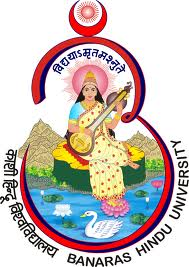 विद्ययाऽमृतमश्नुते
काशी हिन्दू विश्वविद्यालय
BANARAS HINDU UNIVERSITY